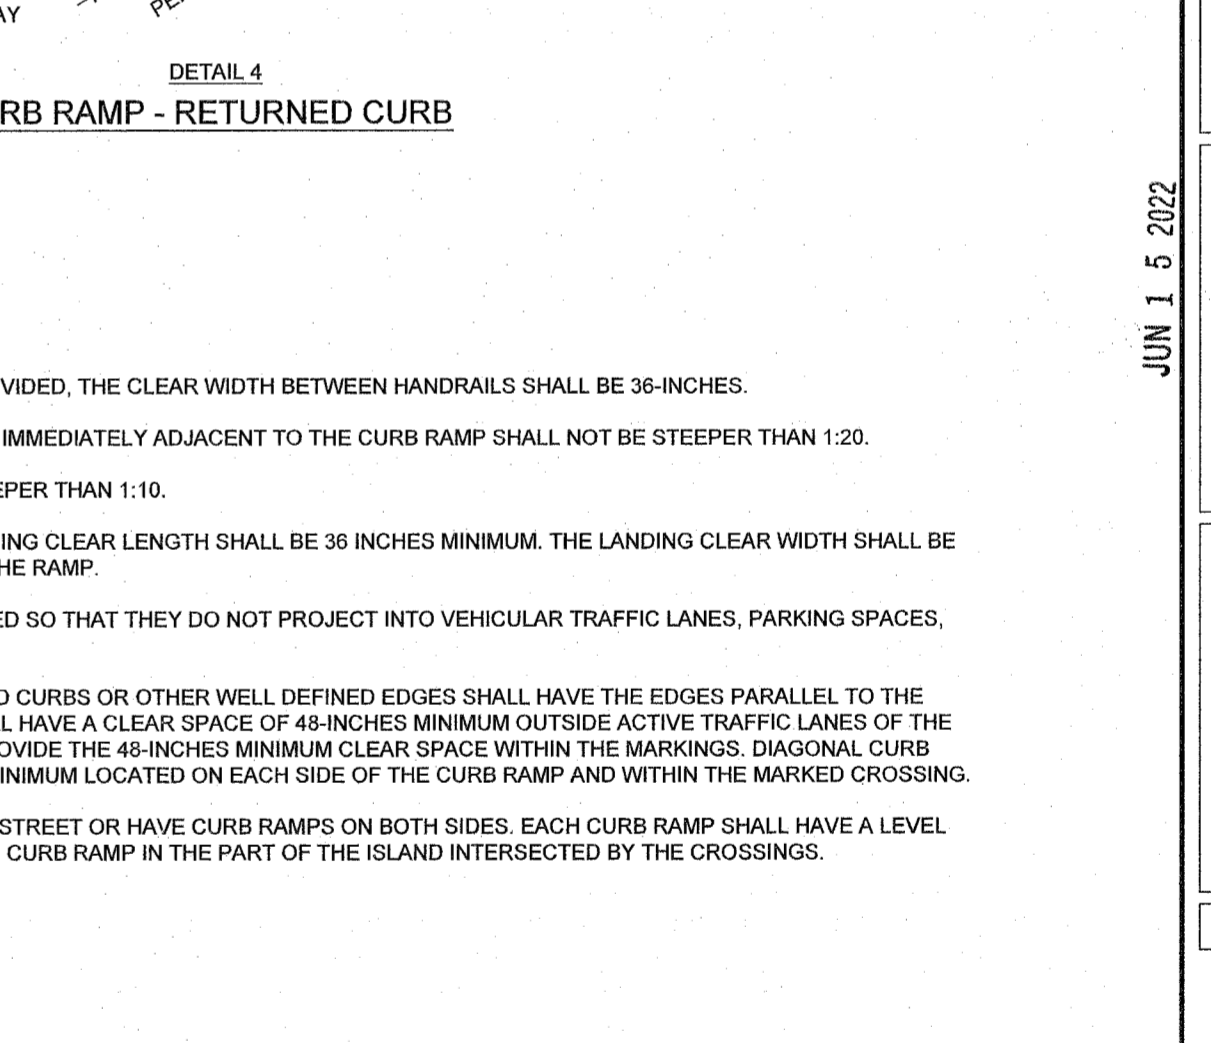 AY
DETAIL 4
RB RAMP - RETURNED CURB
JUN 15 2022
VIDED, THE CLEAR WIDTH BETWEEN HANDRAILS SHALL BE 36-INCHES.
IMMEDIATELY ADJACENT TO THE CURB RAMP SHALL NOT BE STEEPER THAN 1:20.
EPER THAN 1:10.
ING CLEAR LENGTH SHALL BE 36 INCHES MINIMUM. THE LANDING CLEAR WIDTH SHALL BE
HE RAMP.
ED SO THAT THEY DO NOT PROJECT INTO VEHICULAR TRAFFIC LANES, PARKING SPACES,
D CURBS OR OTHER WELL DEFINED EDGES SHALL HAVE THE EDGES PARALLEL TO THE
L HAVE A CLEAR SPACE OF 48-INCHES MINIMUM OUTSIDE ACTIVE TRAFFIC LANES OF THE
OVIDE THE 48-INCHES MINIMUM CLEAR SPACE WITHIN THE MARKINGS. DIAGONAL CURB
INIMUM LOCATED ON EACH SIDE OF THE CURB RAMP AND WITHIN THE MARKED CROSSING.
STREET OR HAVE CURB RAMPS ON BOTH SIDES. EACH CURB RAMP SHALL HAVE A LEVEL
CURB RAMP IN THE PART OF THE ISLAND INTERSECTED BY THE CROSSINGS.